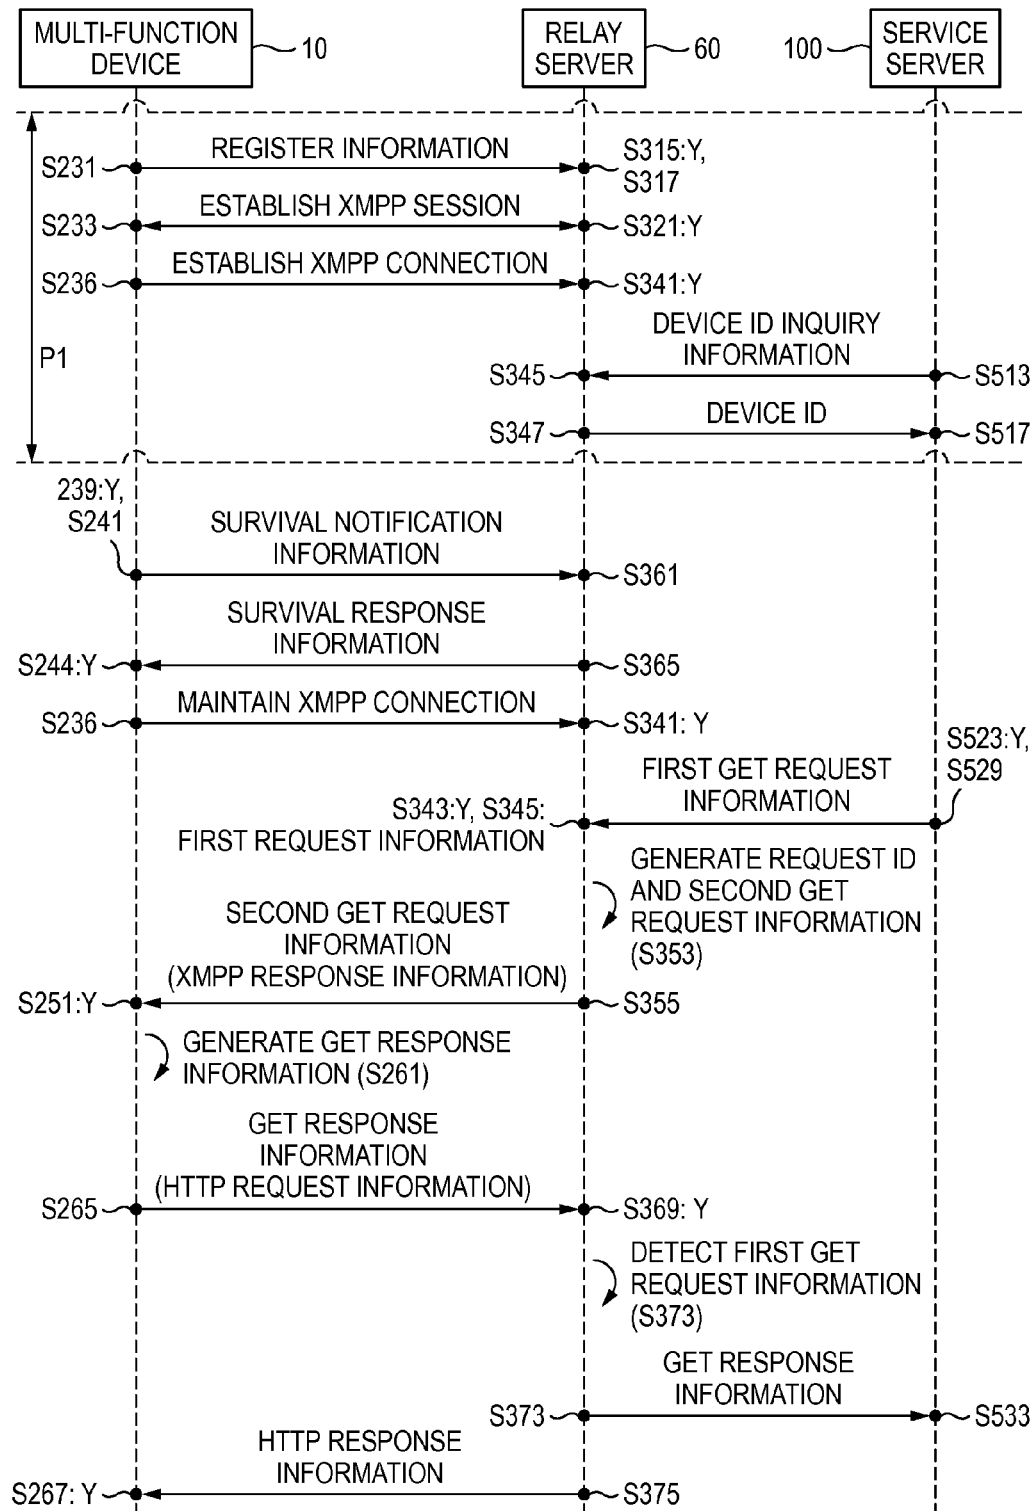 MULTI-FUNCTION
DEVICE
10
RELAY
SERVER
60
100
SERVICE
SERVER
P1
S231
REGISTER INFORMATION
S315:Y,
S317
S233
ESTABLISH XMPP SESSION
S321:Y
S236
ESTABLISH XMPP CONNECTION
S341:Y
DEVICE ID INQUIRY
INFORMATION
S345
S513
DEVICE ID
S347
S517
239:Y,
S241
SURVIVAL NOTIFICATION
INFORMATION
S361
SURVIVAL RESPONSE
INFORMATION
S244:Y
S365
MAINTAIN XMPP CONNECTION
S236
S341: Y
S523:Y,
S529
FIRST GET REQUEST
INFORMATION
S343:Y, S345:
FIRST REQUEST INFORMATION
GENERATE REQUEST ID
AND SECOND GET
REQUEST INFORMATION
(S353)
SECOND GET REQUEST
INFORMATION
(XMPP RESPONSE INFORMATION)
S251:Y
S355
GENERATE GET RESPONSE
INFORMATION (S261)
GET RESPONSE
INFORMATION
(HTTP REQUEST INFORMATION)
S265
S369: Y
DETECT FIRST GET
REQUEST INFORMATION
(S373)
GET RESPONSE
INFORMATION
S373
S533
HTTP RESPONSE
INFORMATION
S267: Y
S375